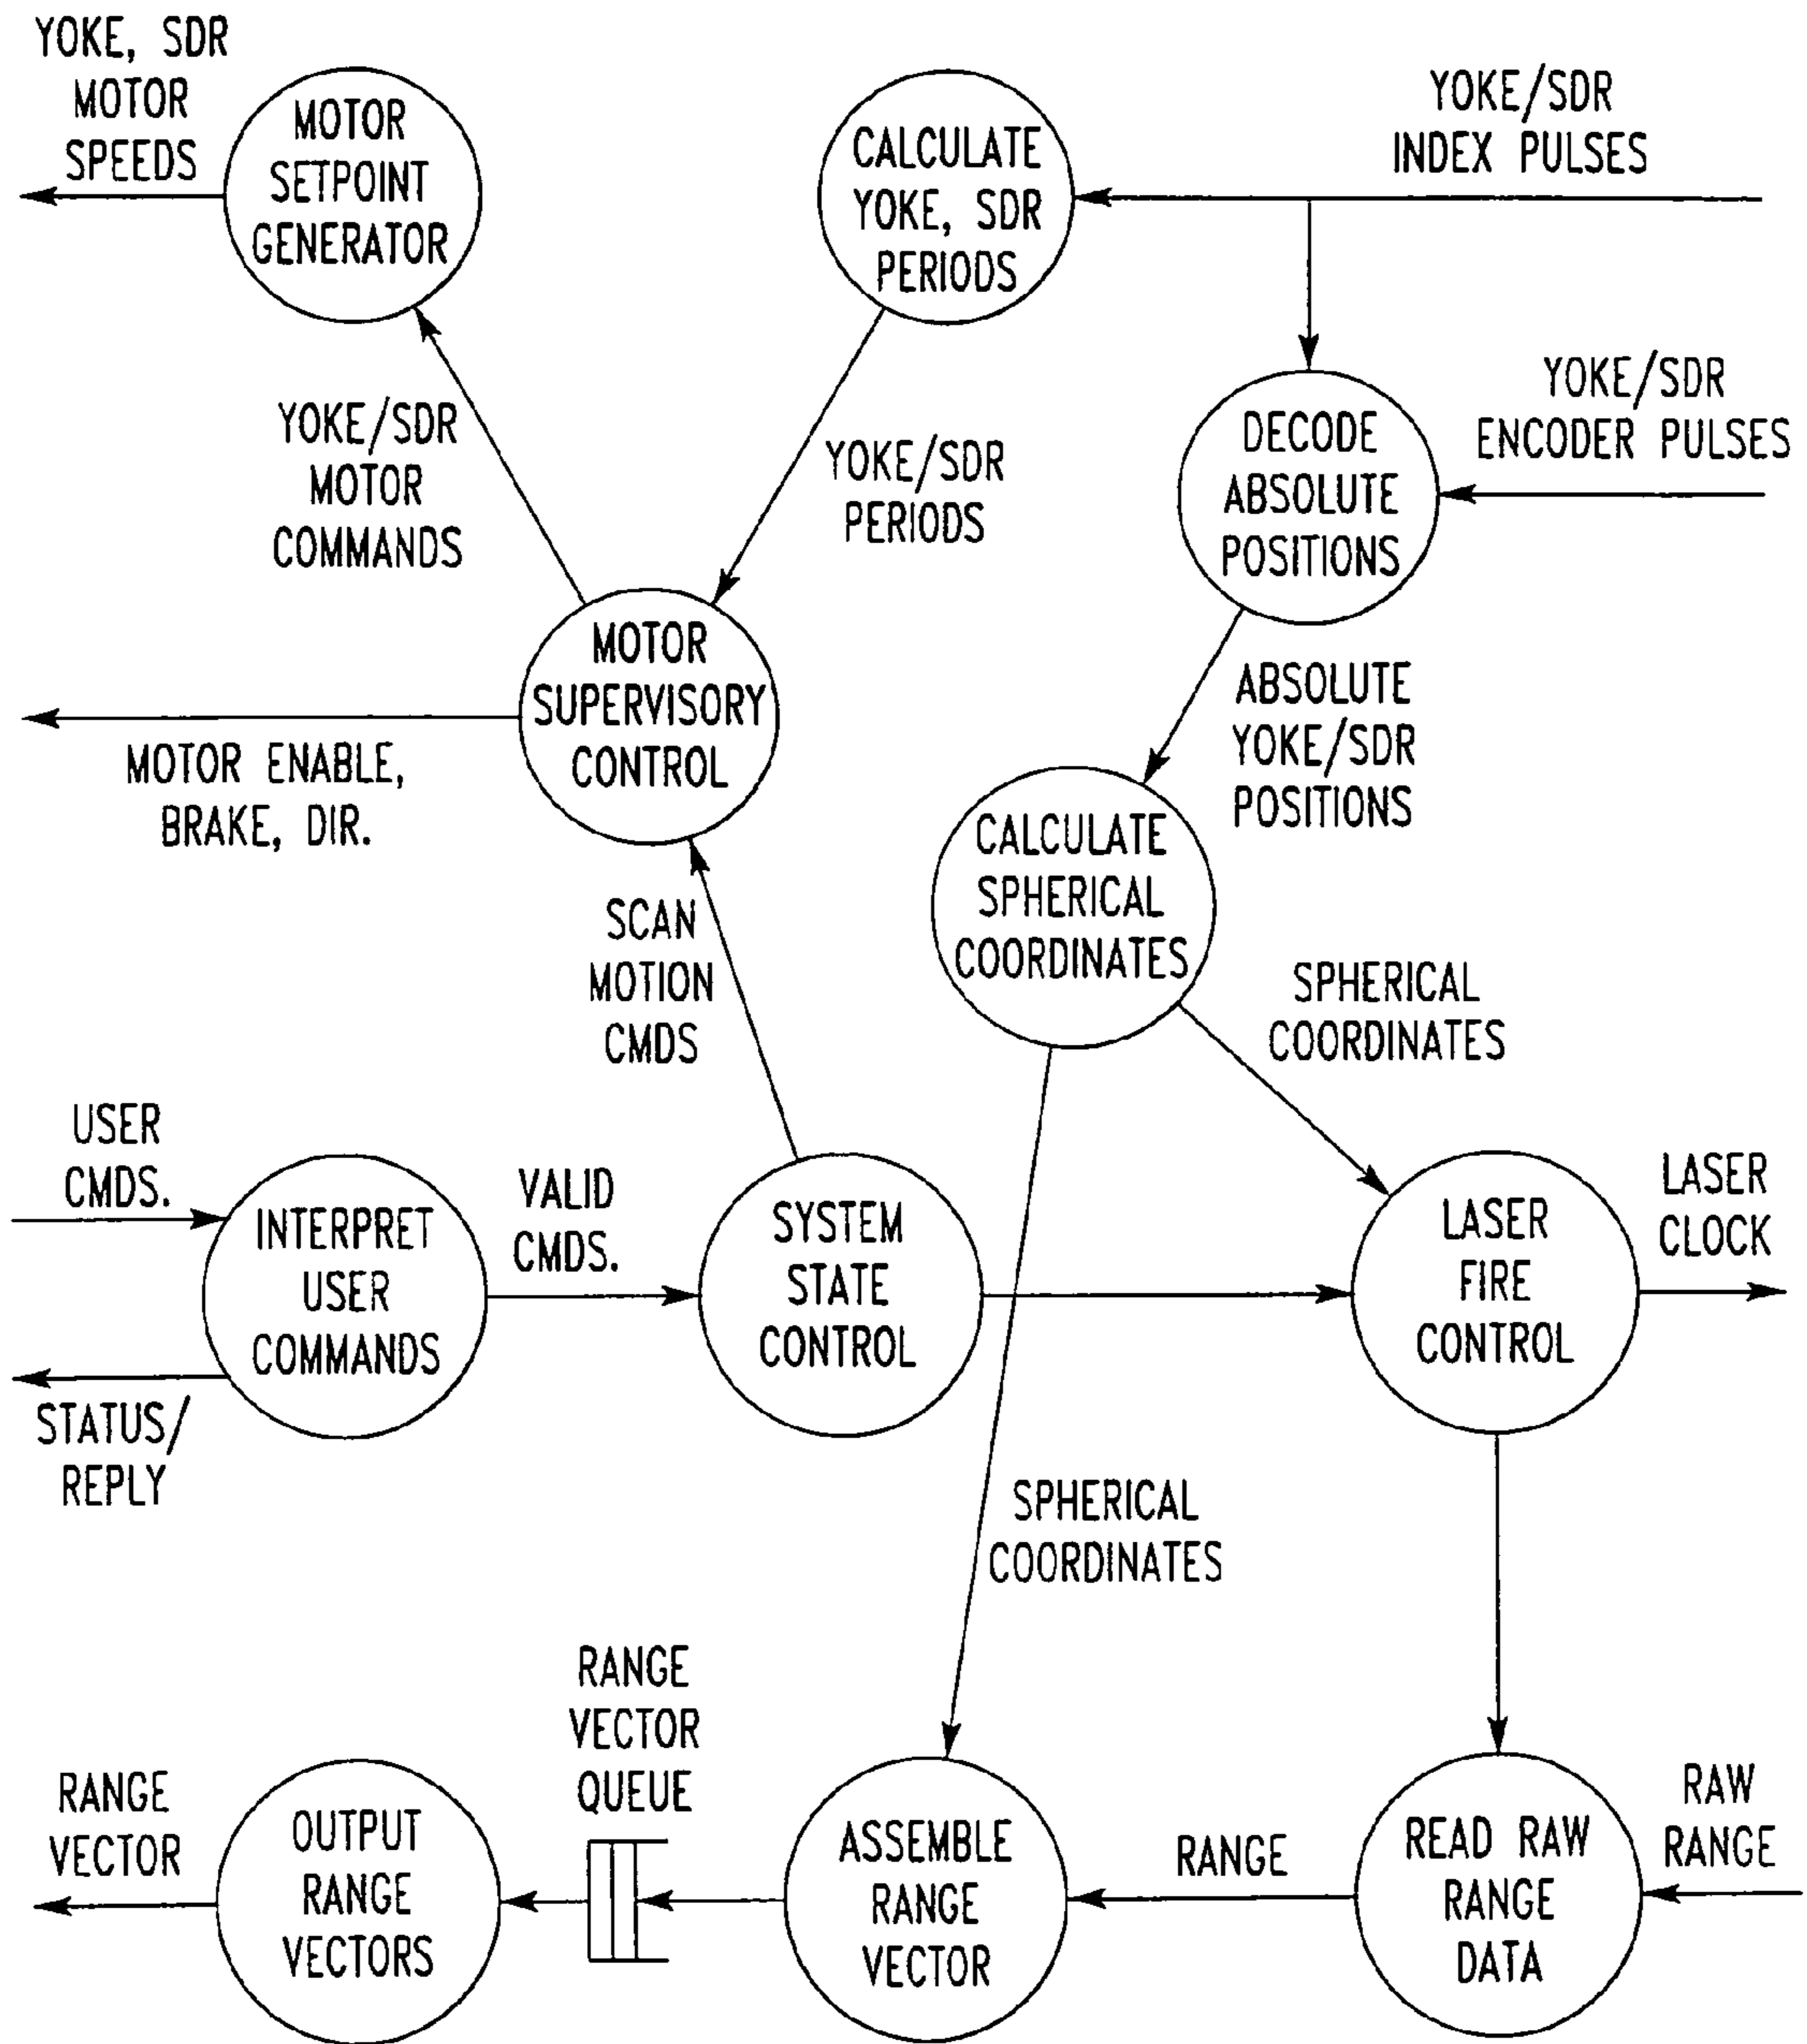 YOKE, SDR
MOTOR
SPEEDS
MOTOR
SETPOINT
GENERATOR
CALCULATE
YOKE, SDR
PERIODS
YOKE/SDR
INDEX PULSES
YOKE/SDR
MOTOR
COMMANDS
YOKE/SDR
PERIODS
DECODE
ABSOLUTE
POSITIONS
YOKE/SDR
ENCODER PULSES
MOTOR
SUPERVISORY
CONTROL
MOTOR ENABLE,
BRAKE, DIR.
ABSOLUTE
YOKE/SDR
POSITIONS
CALCULATE
SPHERICAL
COORDINATES
SCAN
MOTION
CMDS
SPHERICAL
COORDINATES
USER
CMDS.
INTERPRET
USER
COMMANDS
STATUS/
REPLY
VALID
CMDS.
SYSTEM
STATE
CONTROL
LASER
FIRE
CONTROL
LASER
CLOCK
SPHERICAL
COORDINATES
RANGE
VECTOR
OUTPUT
RANGE
VECTORS
RANGE
VECTOR
QUEUE
ASSEMBLE
RANGE
VECTOR
RANGE
READ RAW
RANGE
DATA
RAW
RANGE